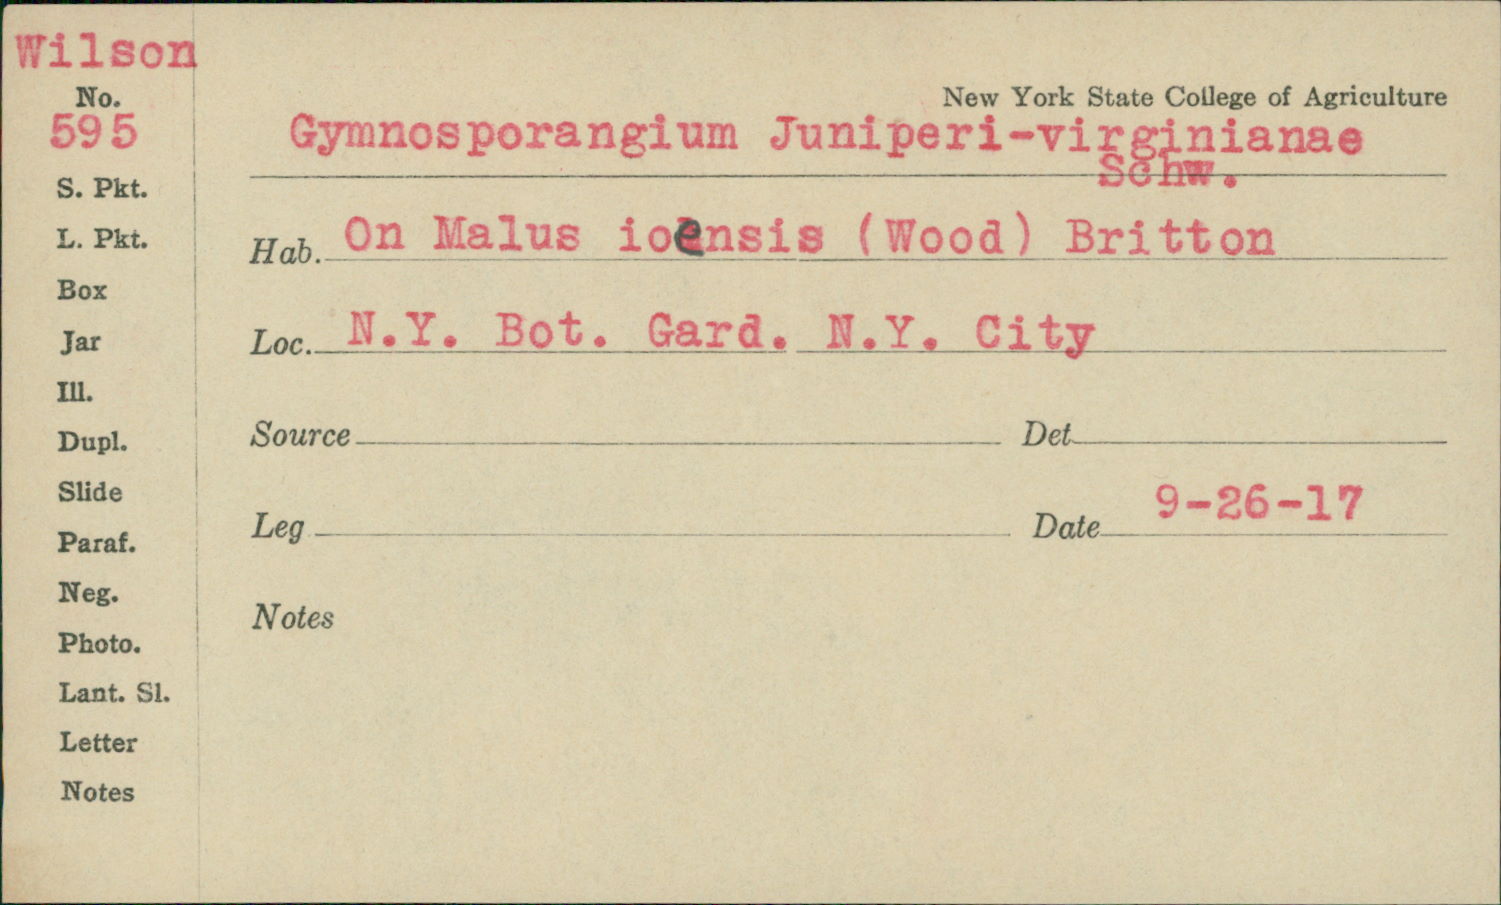 Wilson
No.
595
S. Pkt.
L. Pkt.
Box
Jar
Ill.
Dupl.
Slide
Paraf.
Neg.
Photo.
Lant. Sl.
Letter
Notes
New York State College of Agriculture
Gymnosporangium Juniperi-virginianae
Schw.
Hab. On Malus ioensis (Wood) Britton
Loc. N.Y. Bot. Gard. N.Y. City
Source Det
Leg Date 9-26-17
Notes